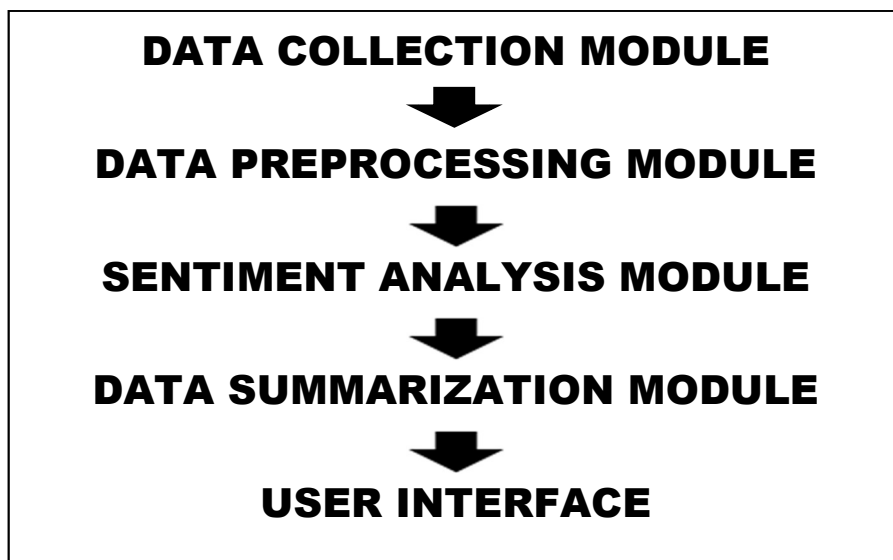 DATA COLLECTION MODULE
DATA PREPROCESSING MODULE
SENTIMENT ANALYSIS MODULE
DATA SUMMARIZATION MODULE
USER INTERFACE